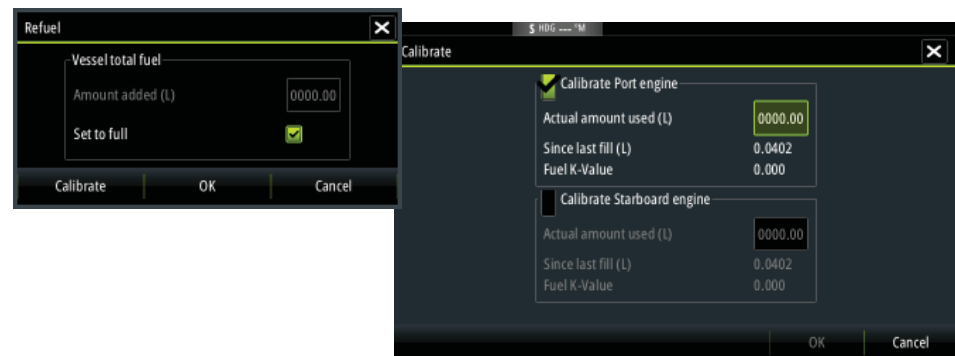 Refuel
Vessel total fuel
Amount added (L) 0000.00
Set to full
Calibrate OK Cancel
$ HDG --- °M
Calibrate
Calibrate Port engine
Actual amount used (L) 0000.00
Since last fill (L) 0.0402
Fuel K-Value 0.000
Calibrate Starboard engine
Actual amount used (L) 0000.00
Since last fill (L) 0.0402
Fuel K-Value 0.000
OK Cancel